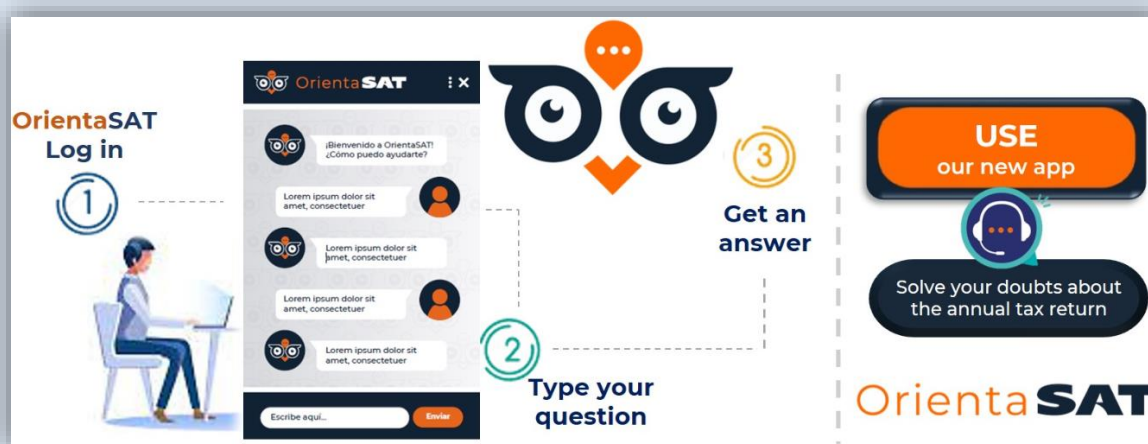 OrientaSAT
Log in
1
OrientaSAT
¡Bienvenido a OrientaSAT!
¿Cómo puedo ayudarte?
Lorem ipsum dolor sit
amet, consectetuer
Lorem ipsum dolor sit
amet, consectetuer
Lorem ipsum dolor sit
amet, consectetuer
Lorem ipsum dolor sit
amet, consectetuer
Escribe aquí...
Enviar
2
Type your
question
3
Get an
answer
USE
our new app
Solve your doubts about
the annual tax return
Orienta SAT